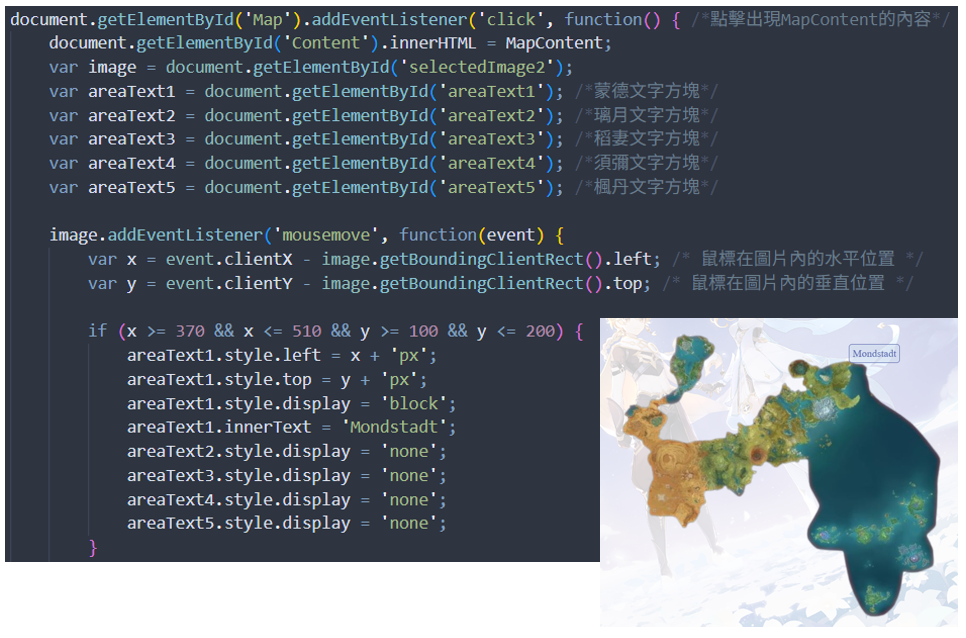 document.getElementById('Map').addEventListener('click', function() { /*點擊出現MapContent的內容*/
document.getElementById('Content').innerHTML = MapContent;
var image = document.getElementById('selectedImage2');
var areaText1 = document.getElementById('areaText1'); /*蒙德文字方塊*/
var areaText2 = document.getElementById('areaText2'); /*璃月文字方塊*/
var areaText3 = document.getElementById('areaText3'); /*稻妻文字方塊*/
var areaText4 = document.getElementById('areaText4'); /*須彌文字方塊*/
var areaText5 = document.getElementById('areaText5'); /*楓丹文字方塊*/
image.addEventListener('mousemove', function(event) {
var x = event.clientX - image.getBoundingClientRect().left; /* 鼠標在圖片內的水平位置 */
var y = event.clientY - image.getBoundingClientRect().top; /* 鼠標在圖片內的垂直位置 */
if (x >= 370 && x <= 510 && y >= 100 && y <= 200) {
areaText1.style.left = x + 'px';
areaText1.style.top = y + 'px';
areaText1.style.display = 'block';
areaText1.innerText = 'Mondstadt';
areaText2.style.display = 'none';
areaText3.style.display = 'none';
areaText4.style.display = 'none';
areaText5.style.display = 'none';
}
Mondstadt